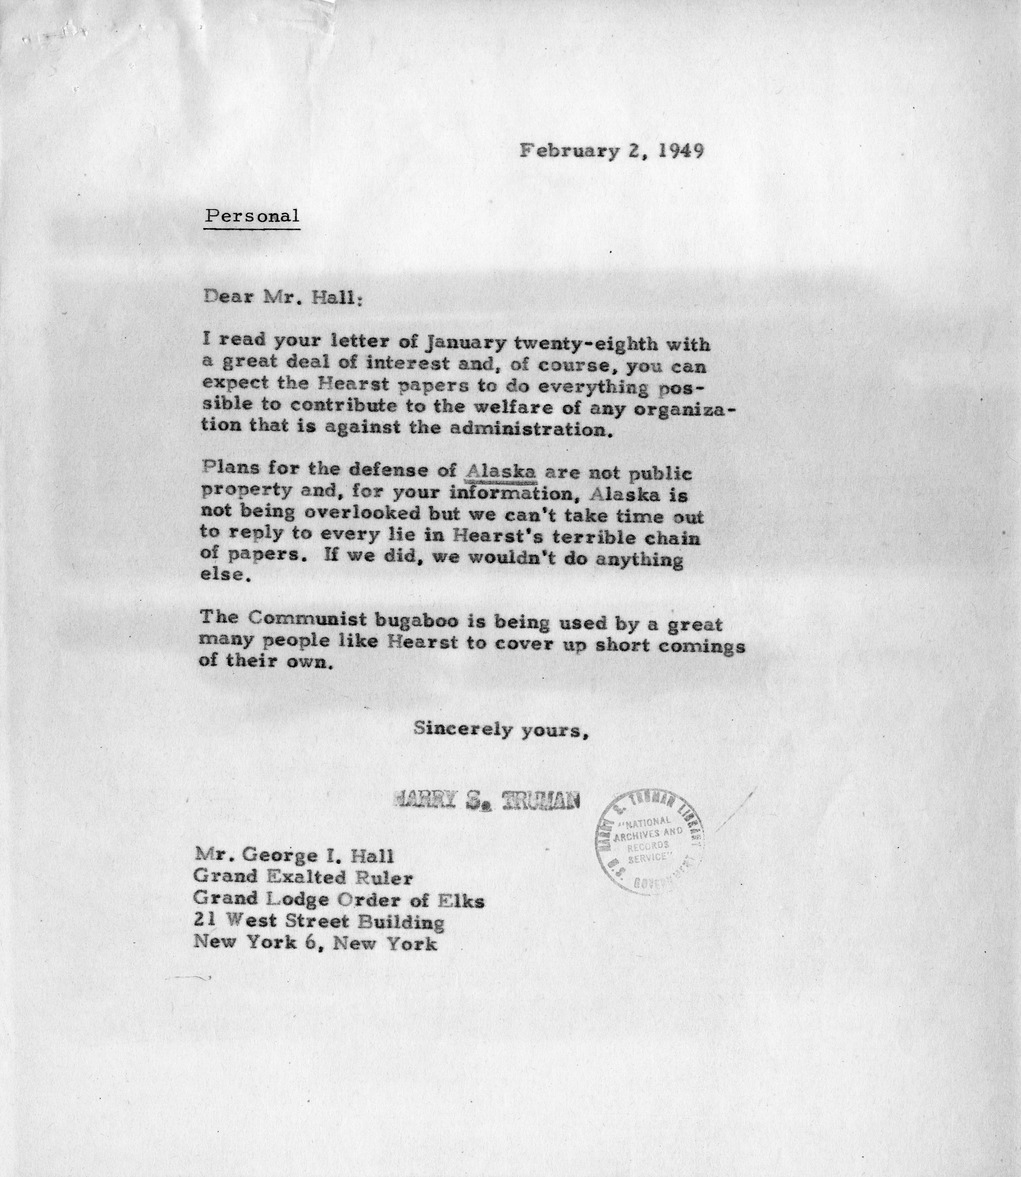 February 2, 1949
Personal
Dear Mr. Hall:
I read your letter of January twenty-eighth with
a great deal of interest and, of course, you can
expect the Hearst papers to do everything pos-
sible to contribute to the welfare of any organiza-
tion that is against the administration.
Plans for the defense of Alaska are not public
property and, for your information, Alaska is
not being overlooked but we can't take time out
to reply to every lie in Hearst's terrible chain
of papers. If we did, we wouldn't do anything
else.
The Communist bugaboo is being used by a great
many people like Hearst to cover up short comings
of their own.
Sincerely yours,
HARRY S. TRUMAN
HARRY S. TRUMAN LIBRARY
"NATIONAL
ARCHIVES AND
RECORDS
SERVICE"
U.S. GOVERNMENT
Mr. George I. Hall
Grand Exalted Ruler
Grand Lodge Order of Elks
21 West Street Building
New York 6, New York